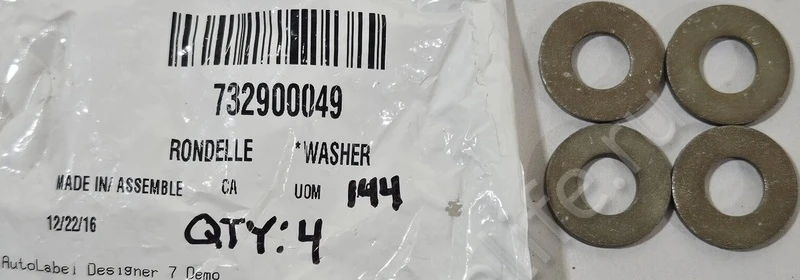 732900049
RONDELLE *WASHER
MADE IN/ASSEMBLE CA UOM 144
12/22/16 QTY:4
AutoLabel Designer 7 Demo